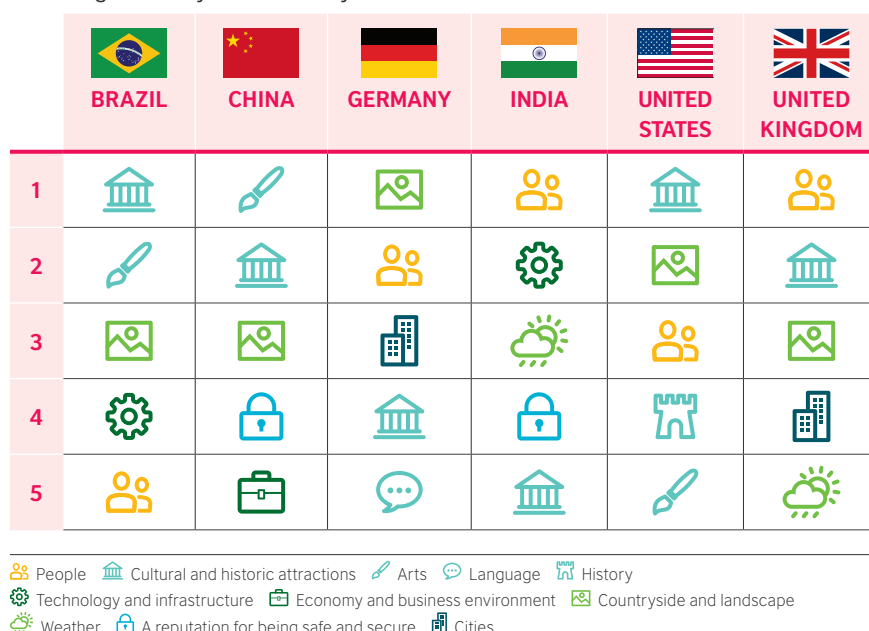 BRAZIL CHINA GERMANY INDIA UNITED STATES UNITED KINGDOM
1
2
3
4
5
People Cultural and historic attractions Arts Language History
Technology and infrastructure Economy and business environment Countryside and landscape
Weather A reputation for being safe and secure Cities